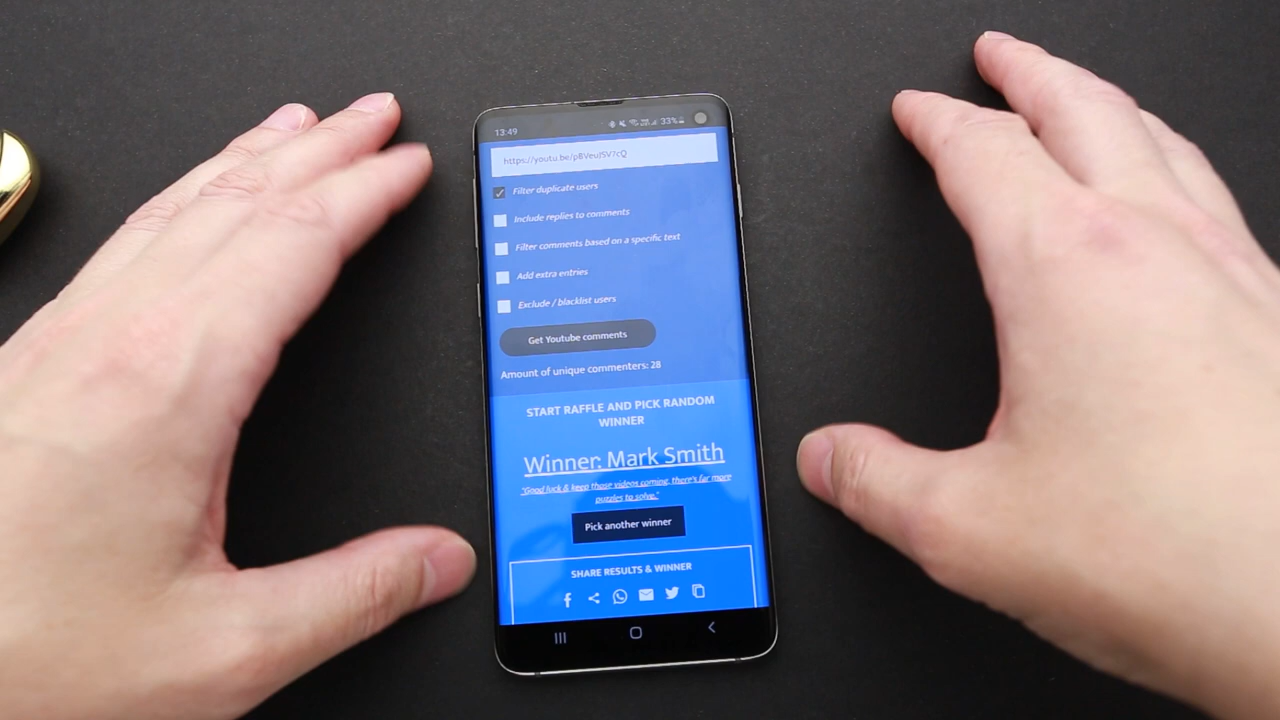 13:49
33%
https://youtu.be/pBVeuJSV7cQ
Filter duplicate users
Include replies to comments
Filter comments based on a specific text
Add extra entries
Exclude / blacklist users
Get Youtube comments
Amount of unique commenters: 28
START RAFFLE AND PICK RANDOM
WINNER
Winner: Mark Smith
"Good luck & keep those videos coming, there's far more
puzzles to solve."
Pick another winner
SHARE RESULTS & WINNER